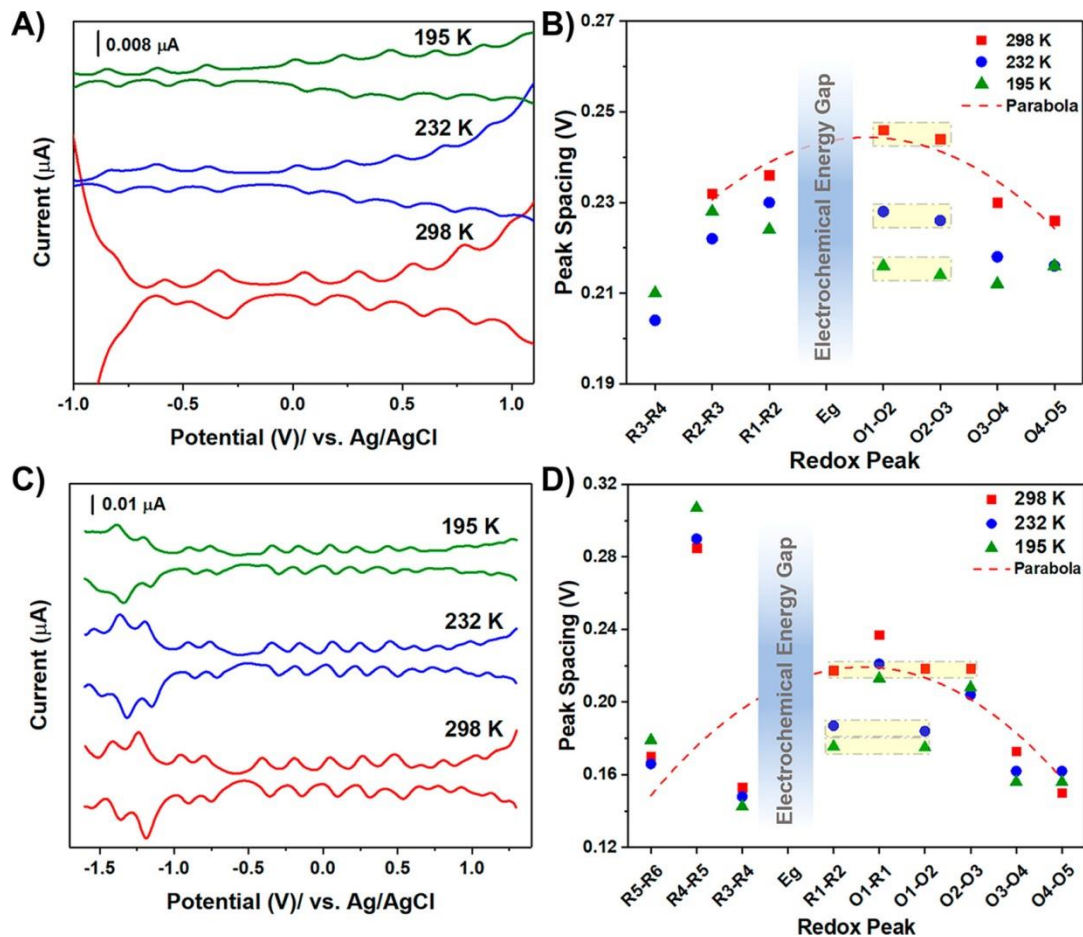 A)
0.008 μA
195 K
232 K
298 K
Current (μA)
-1.0
-0.5
0.0
0.5
1.0
Potential (V)/ vs. Ag/AgCl
B)
0.27
0.25
0.23
0.21
0.19
Peak Spacing (V)
298 K
232 K
195 K
Parabola
Electrochemical Energy Gap
R3-R4
R2-R3
R1-R2
Eg
O1-O2
O2-O3
O3-O4
O4-O5
Redox Peak
C)
0.01 μA
195 K
232 K
298 K
Current (μA)
-1.5
-1.0
-0.5
0.0
0.5
1.0
Potential (V)/ vs. Ag/AgCl
D)
0.32
0.28
0.24
0.20
0.16
0.12
Peak Spacing (V)
298 K
232 K
195 K
Parabola
Electrochemical Energy Gap
R5-R6
R4-R5
R3-R4
Eg
R1-R2
O1-R1
O1-O2
O2-O3
O3-O4
O4-O5
Redox Peak